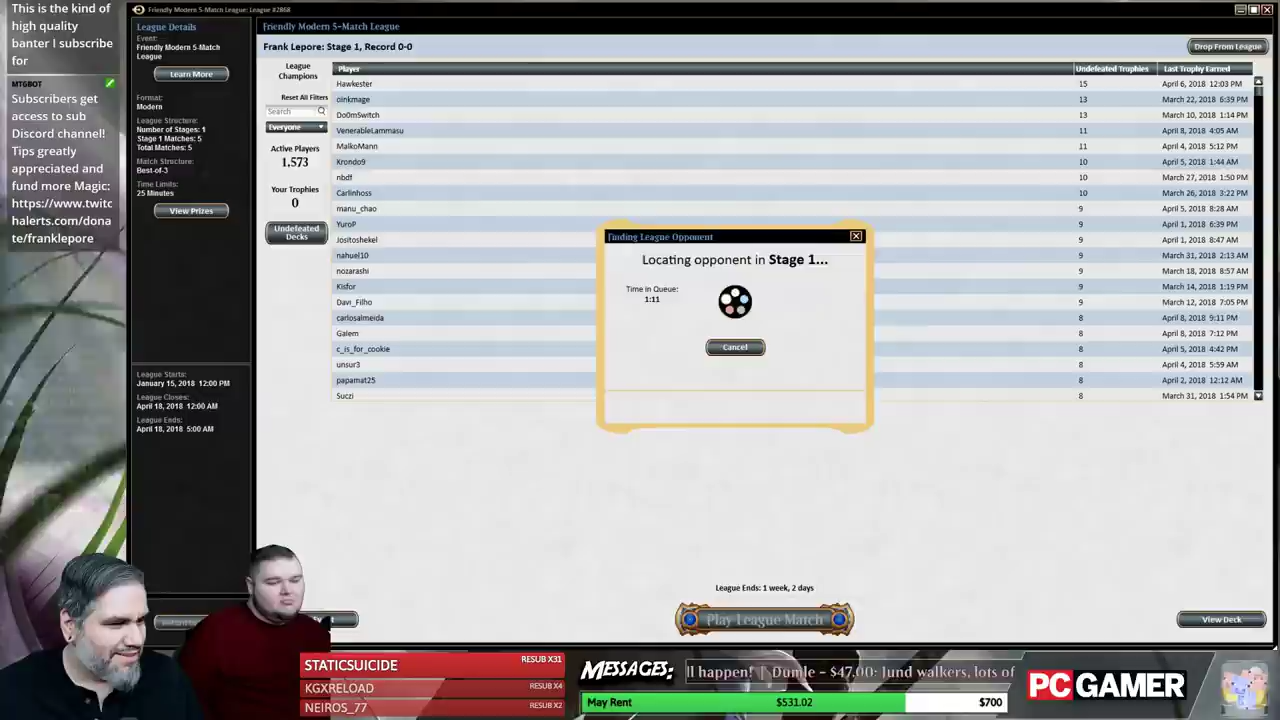 This is the kind of
high quality
banter I subscribe
for
MTGBOT
Subscribers get
access to sub
Discord channel!
Tips greatly
appreciated and
fund more Magic:
https://www.twitc
halerts.com/dona
te/franklepore
Friendly Modern 5-Match League: League #2868
League Details
Event:
Friendly Modern 5-Match
League
Learn More
Format:
Modern
League Structure:
Number of Stages: 1
Stage 1 Matches: 5
Total Matches: 5
Match Structure:
Best-of-3
Time Limits:
25 Minutes
View Prizes
League Starts:
January 15, 2018 12:00 PM
League Closes:
April 18, 2018 12:00 AM
League Ends:
April 18, 2018 5:00 AM
Friendly Modern 5-Match League
Frank Lepore: Stage 1, Record 0-0
Drop From League
League
Champions
Reset All Filters
Search
Everyone
Active Players
1,573
Your Trophies
0
Undefeated
Decks
Player Undefeated Trophies Last Trophy Earned
Hawkester 15 April 6, 2018 12:03 PM
oinkmage 13 March 22, 2018 6:39 PM
Do0mSwitch 13 March 10, 2018 1:14 PM
VenerableLammasu 11 April 8, 2018 4:05 AM
MalkoMann 11 April 4, 2018 5:12 PM
Krondo9 10 April 5, 2018 1:44 AM
nbdf 10 March 27, 2018 1:50 PM
Carlinhoss 10 March 26, 2018 3:22 PM
manu_chao 9 April 5, 2018 8:28 AM
YuroP 9 April 1, 2018 6:39 PM
Jositoshekel 9 April 1, 2018 8:47 AM
nahuel10 9 March 31, 2018 2:13 AM
nozarashi 9 March 18, 2018 8:57 AM
Kisfor 9 March 14, 2018 1:19 PM
Davi_Filho 9 March 12, 2018 7:05 PM
carlosalmeida 8 April 8, 2018 9:11 PM
Galem 8 April 8, 2018 7:12 PM
c_is_for_cookie 8 April 5, 2018 4:42 PM
unsur3 8 April 4, 2018 5:59 AM
papamat25 8 April 2, 2018 12:12 AM
Suczi 8 March 31, 2018 1:54 PM
Finding League Opponent
Locating opponent in Stage 1...
Time in Queue:
1:11
Cancel
League Ends: 1 week, 2 days
Play League Match
View Deck
STATICSUICIDE RESUB X31
KGXRELOAD RESUB X4
NEIROS_77 RESUB X2
MESSAGES: ll happen! | Dumle - $47.00: Jund walkers, lots of
May Rent $531.02 $700
PC GAMER